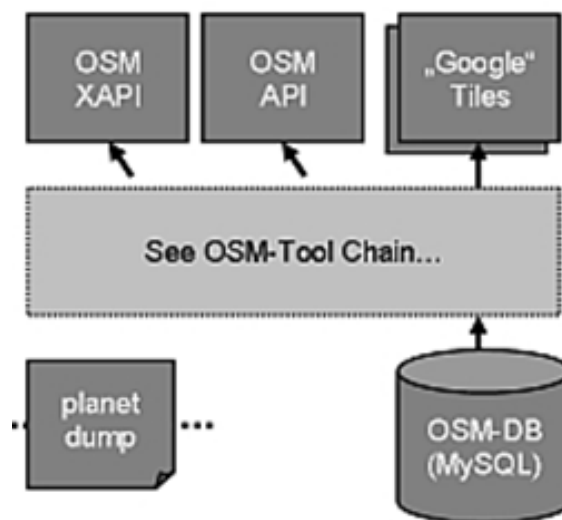 OSM
XAPI
OSM
API
„Google“
Tiles
See OSM-Tool Chain...
planet
dump
OSM-DB
(MySQL)